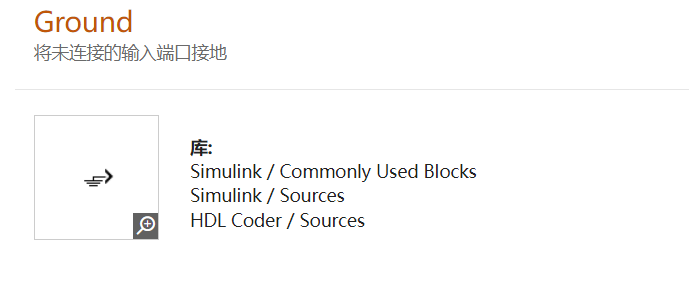 Ground
将未连接的输入端口接地
库:
Simulink / Commonly Used Blocks
Simulink / Sources
HDL Coder / Sources